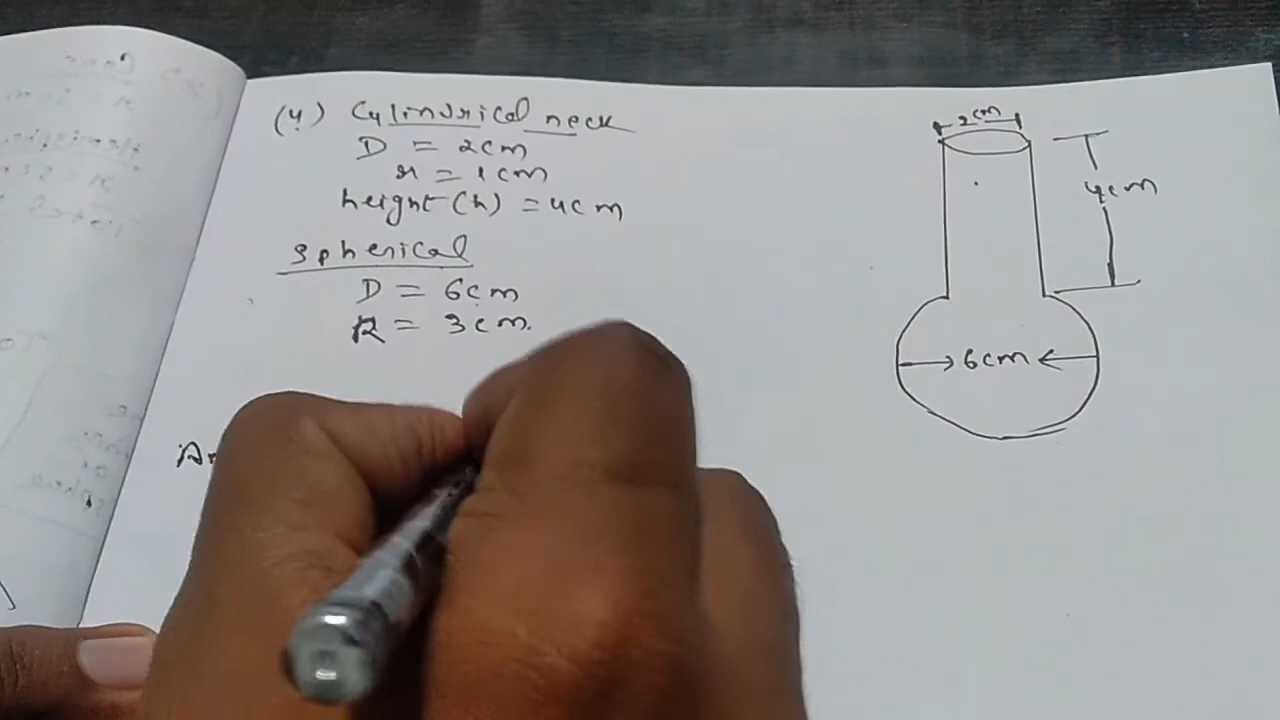 (4) Cylindrical neck
D = 2cm
r = 1cm
height (h) = 4cm
Spherical
D = 6cm
R = 3cm.
2cm
4cm
6cm